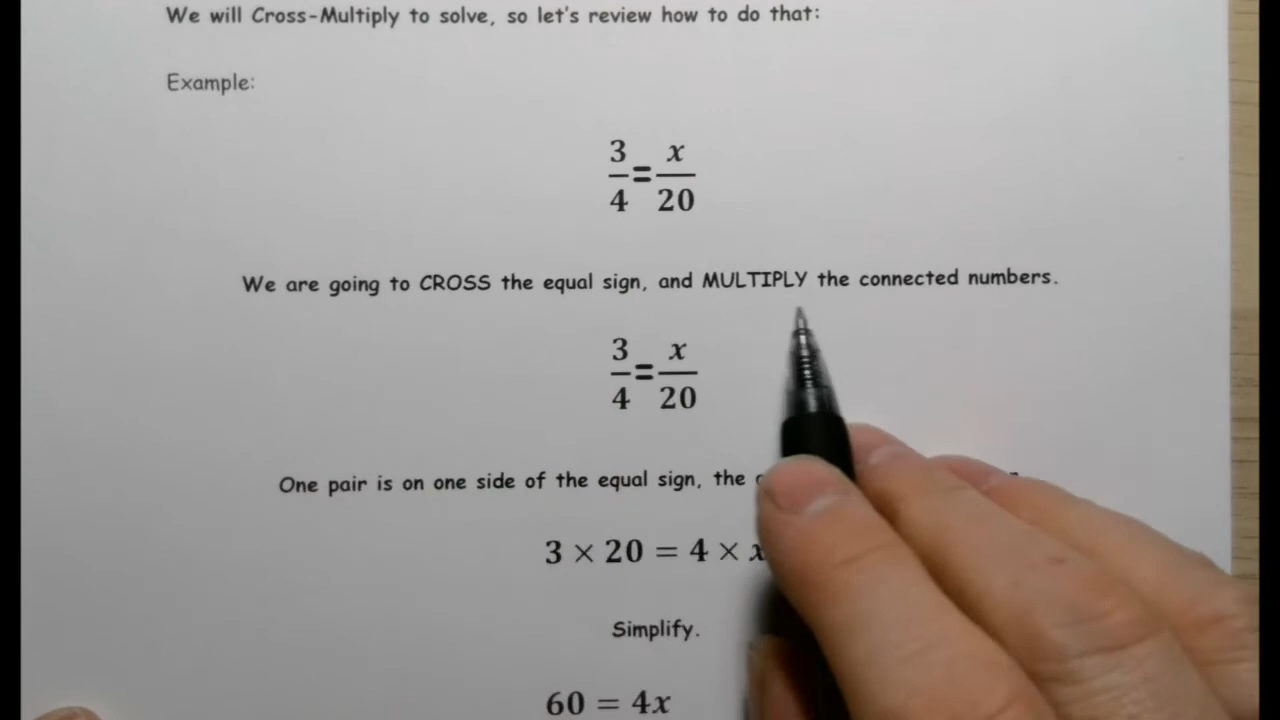 We will Cross-Multiply to solve, so let's review how to do that:
Example:
3/4 = x/20
We are going to CROSS the equal sign, and MULTIPLY the connected numbers.
3/4 = x/20
One pair is on one side of the equal sign, the
3 × 20 = 4 × x
Simplify.
60 = 4x